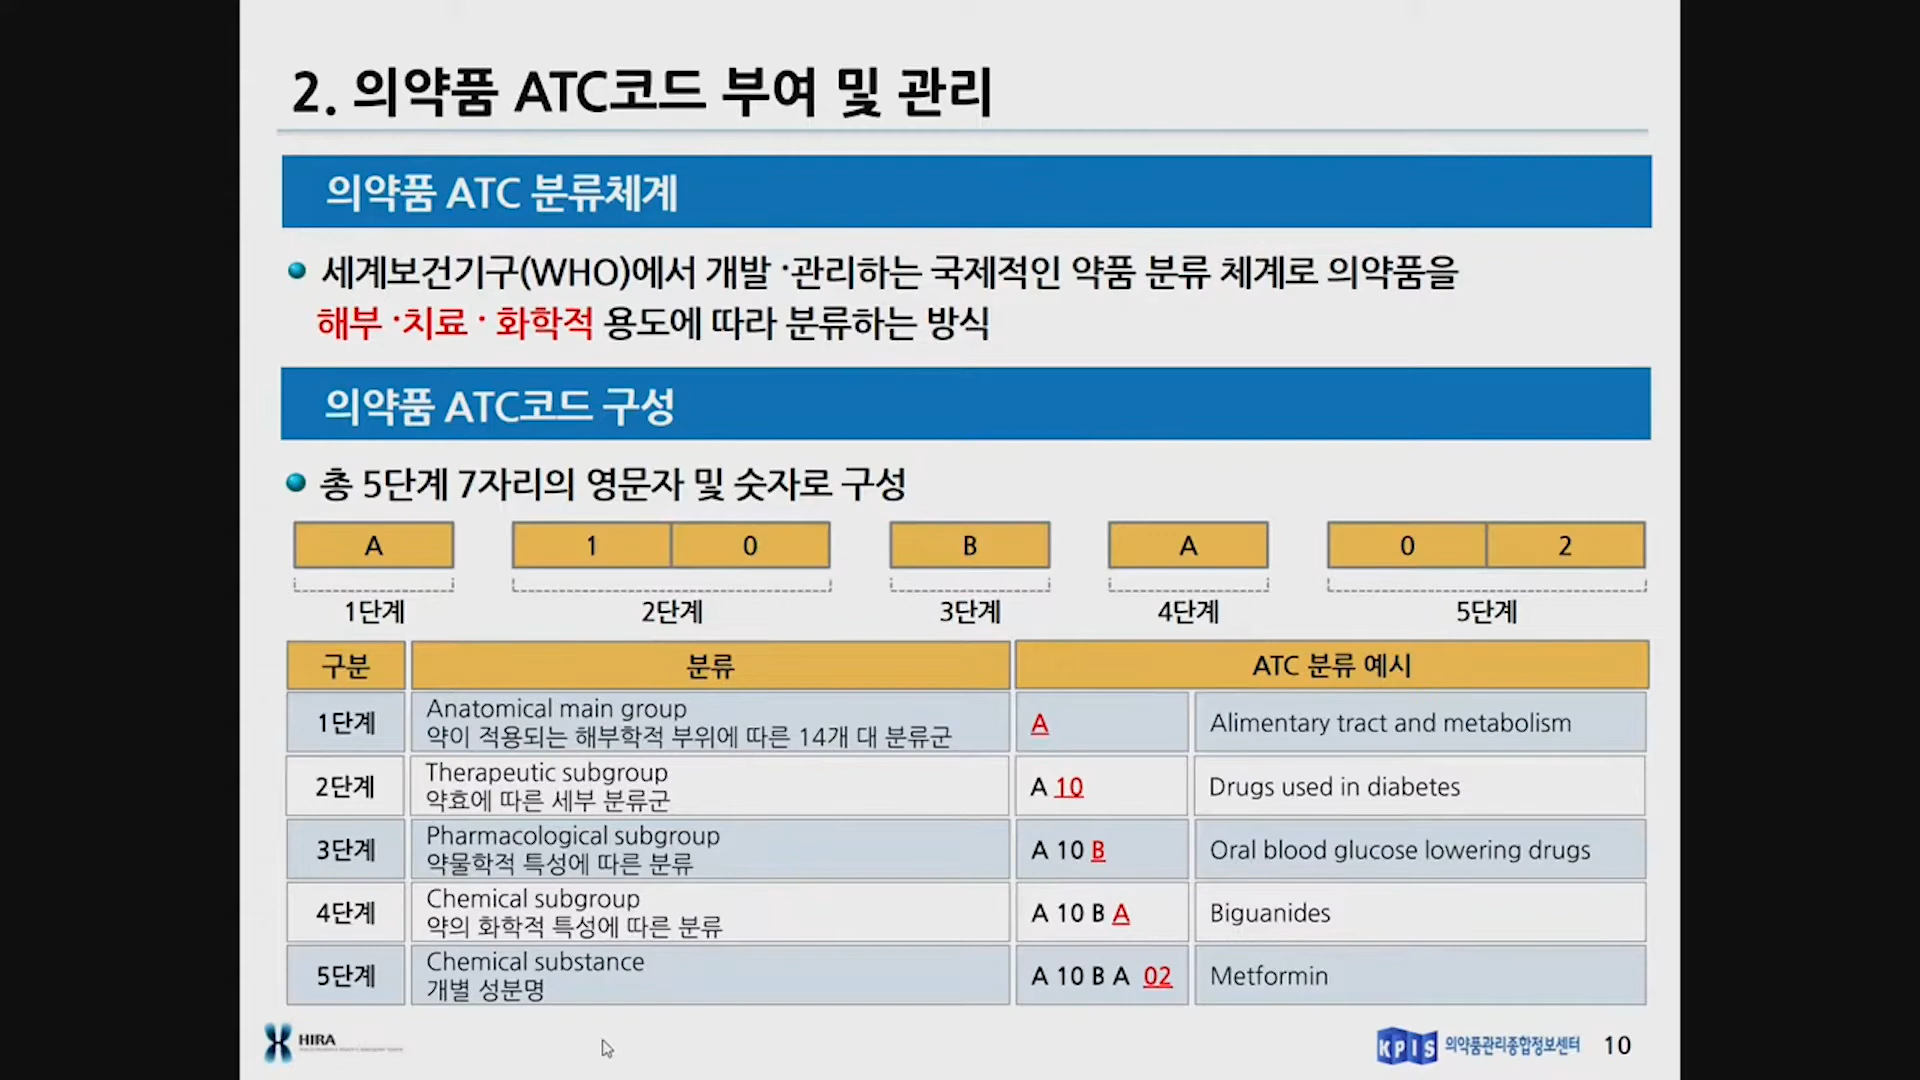 2. 의약품 ATC코드 부여 및 관리
의약품 ATC 분류체계
세계보건기구(WHO)에서 개발 ·관리하는 국제적인 약품 분류 체계로 의약품을
해부 ·치료 · 화학적 용도에 따라 분류하는 방식
의약품 ATC코드 구성
총 5단계 7자리의 영문자 및 숫자로 구성
A 1 0 B A 0 2
1단계 2단계 3단계 4단계 5단계
구분 분류 ATC 분류 예시
1단계 Anatomical main group A Alimentary tract and metabolism
약이 적용되는 해부학적 부위에 따른 14개 대 분류군
2단계 Therapeutic subgroup A 10 Drugs used in diabetes
약효에 따른 세부 분류군
3단계 Pharmacological subgroup A 10 B Oral blood glucose lowering drugs
약물학적 특성에 따른 분류
4단계 Chemical subgroup A 10 B A Biguanides
약의 화학적 특성에 따른 분류
5단계 Chemical substance A 10 B A 02 Metformin
개별 성분명
HIRA
KPIS 의약품관리종합정보센터 10